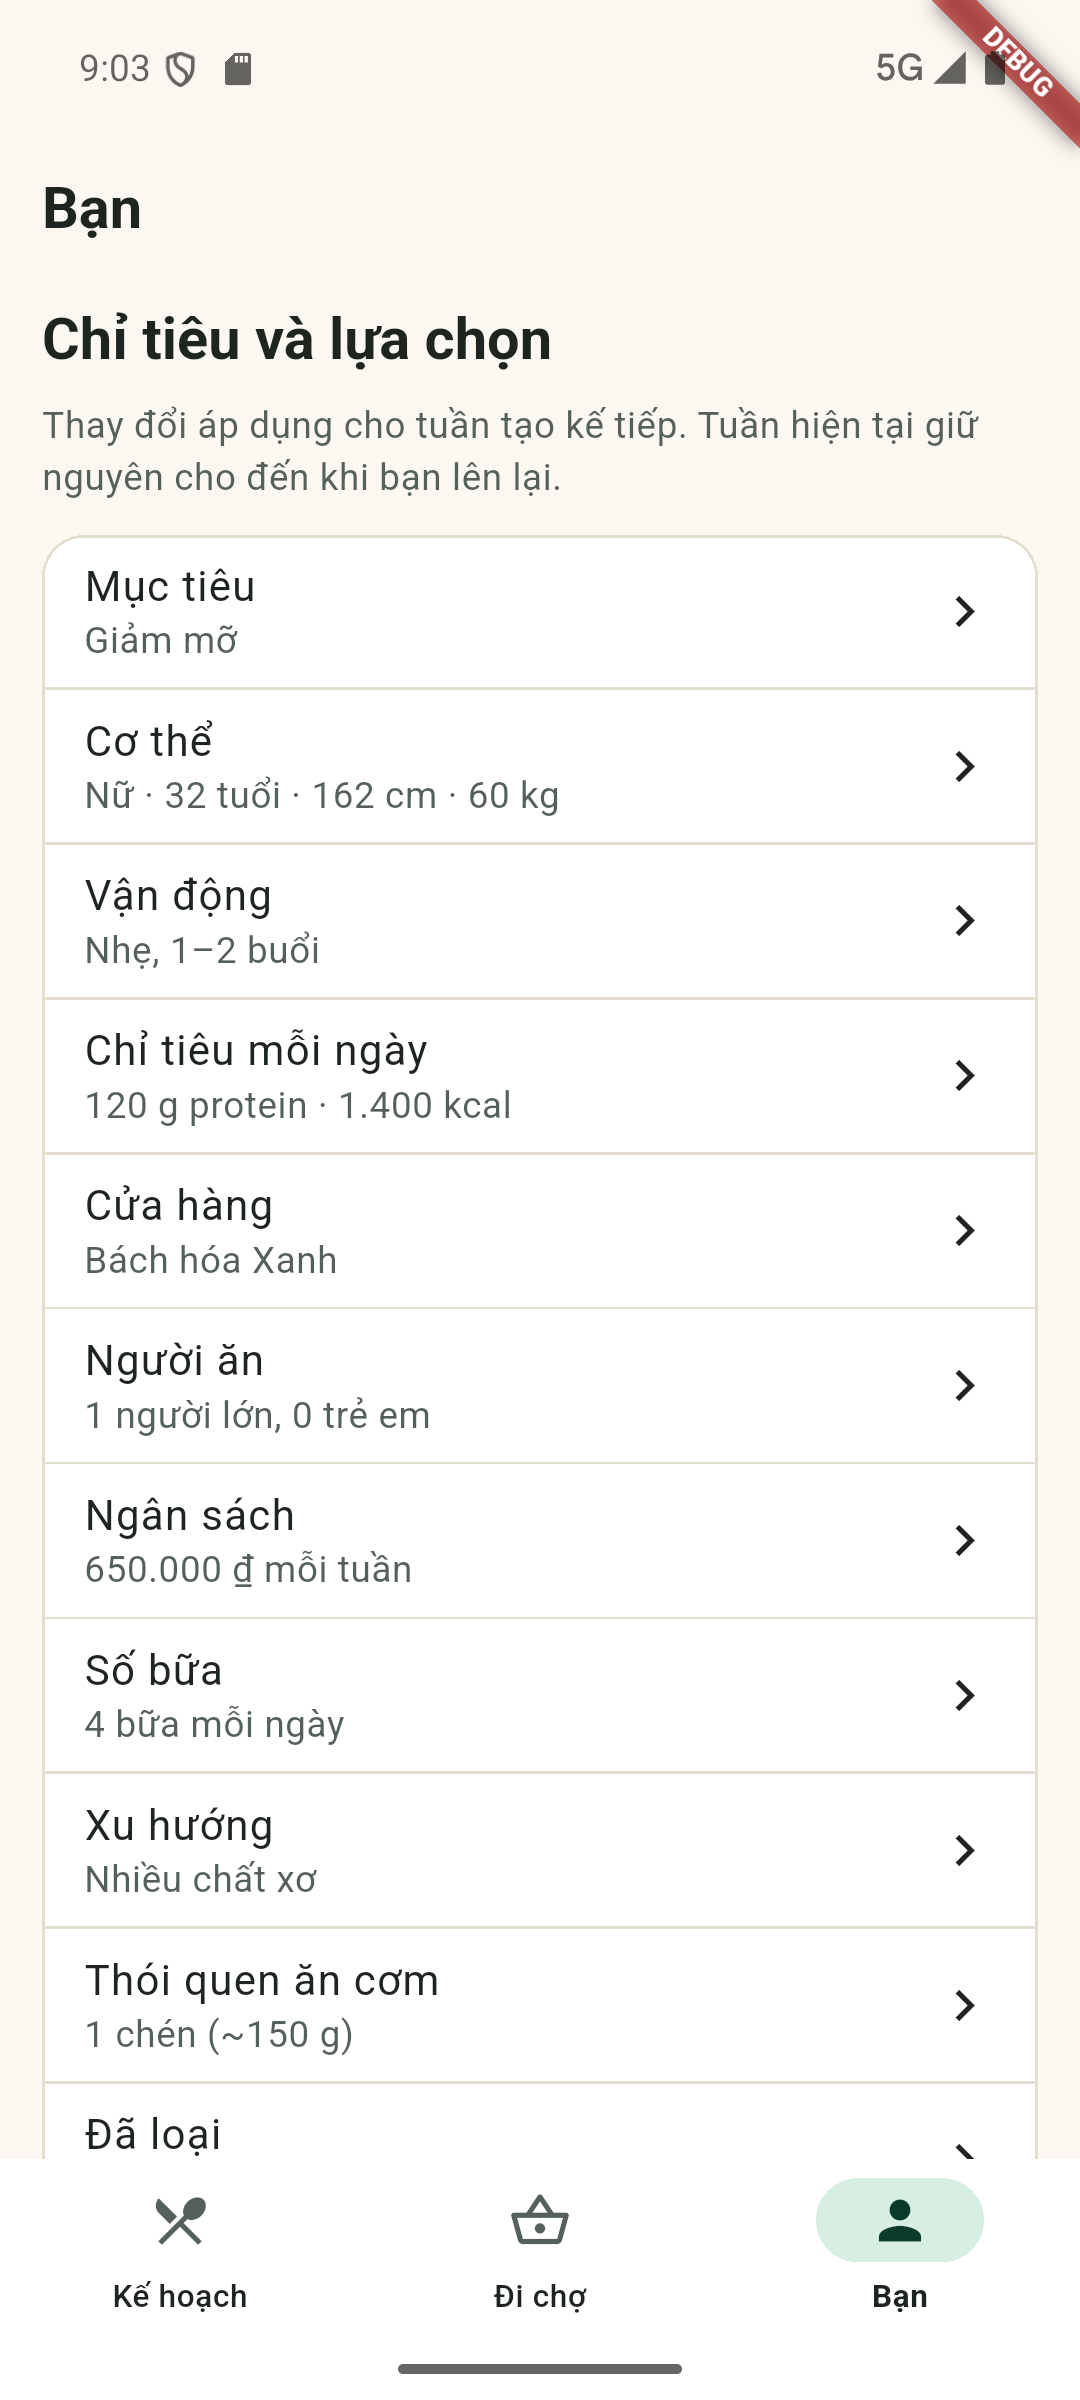 9:03
5G
DEBUG
Bạn
Chỉ tiêu và lựa chọn
Thay đổi áp dụng cho tuần tạo kế tiếp. Tuần hiện tại giữ
nguyên cho đến khi bạn lên lại.
Mục tiêu
Giảm mỡ
Cơ thể
Nữ · 32 tuổi · 162 cm · 60 kg
Vận động
Nhẹ, 1–2 buổi
Chỉ tiêu mỗi ngày
120 g protein · 1.400 kcal
Cửa hàng
Bách hóa Xanh
Người ăn
1 người lớn, 0 trẻ em
Ngân sách
650.000 ₫ mỗi tuần
Số bữa
4 bữa mỗi ngày
Xu hướng
Nhiều chất xơ
Thói quen ăn cơm
1 chén (~150 g)
Đã loại
Kế hoạch
Đi chợ
Bạn